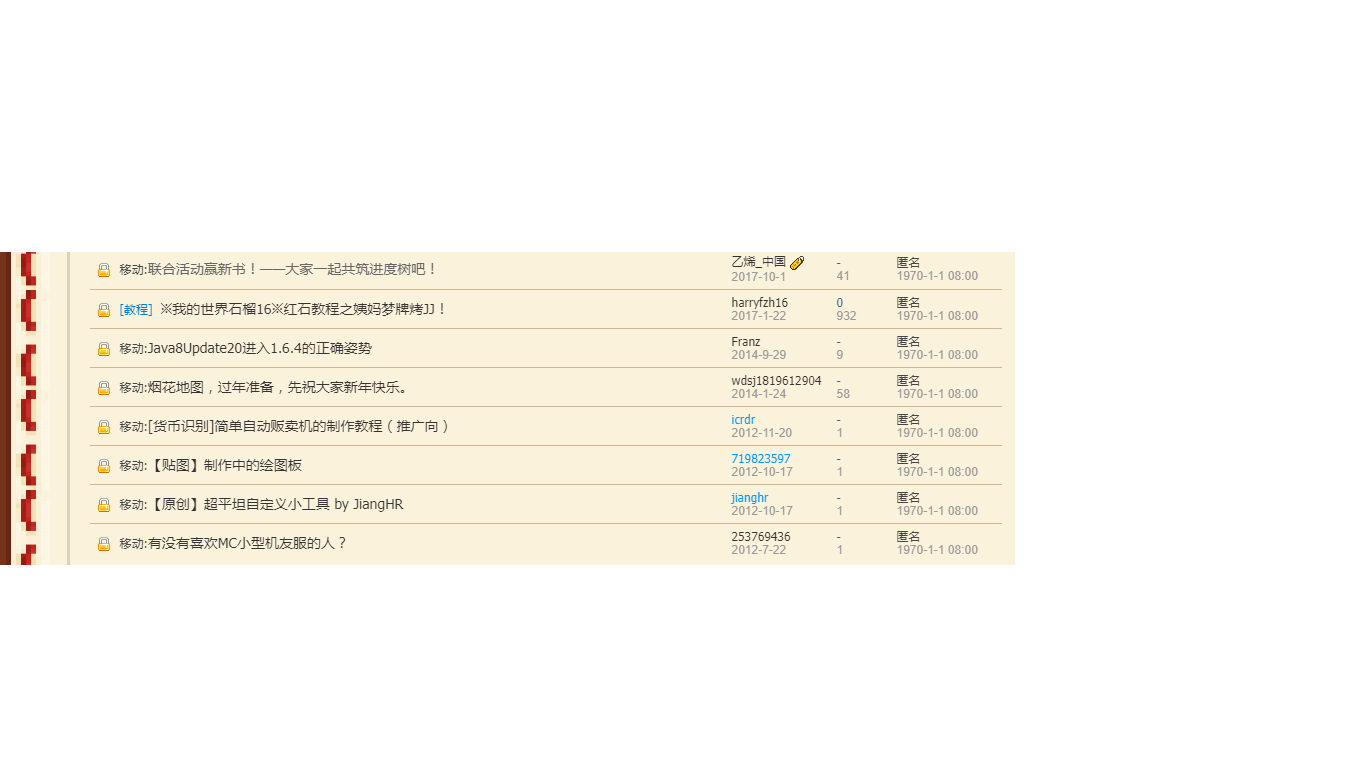 移动:联合活动赢新书！——大家一起共筑进度树吧！ 乙烯_中国 - 匿名
2017-10-1 41 1970-1-1 08:00
[教程] ※我的世界石榴16※红石教程之姨妈梦牌烤JJ！ harryfzh16 0 匿名
2017-1-22 932 1970-1-1 08:00
移动:Java8Update20进入1.6.4的正确姿势 Franz - 匿名
2014-9-29 9 1970-1-1 08:00
移动:烟花地图，过年准备，先祝大家新年快乐。 wdsj1819612904 - 匿名
2014-1-24 58 1970-1-1 08:00
移动:[货币识别]简单自动贩卖机的制作教程（推广向） icrdr - 匿名
2012-11-20 1 1970-1-1 08:00
移动:【贴图】制作中的绘图板 719823597 - 匿名
2012-10-17 1 1970-1-1 08:00
移动:【原创】超平坦自定义小工具 by JiangHR jianghr - 匿名
2012-10-17 1 1970-1-1 08:00
移动:有没有喜欢MC小型机友服的人？ 253769436 - 匿名
2012-7-22 1 1970-1-1 08:00